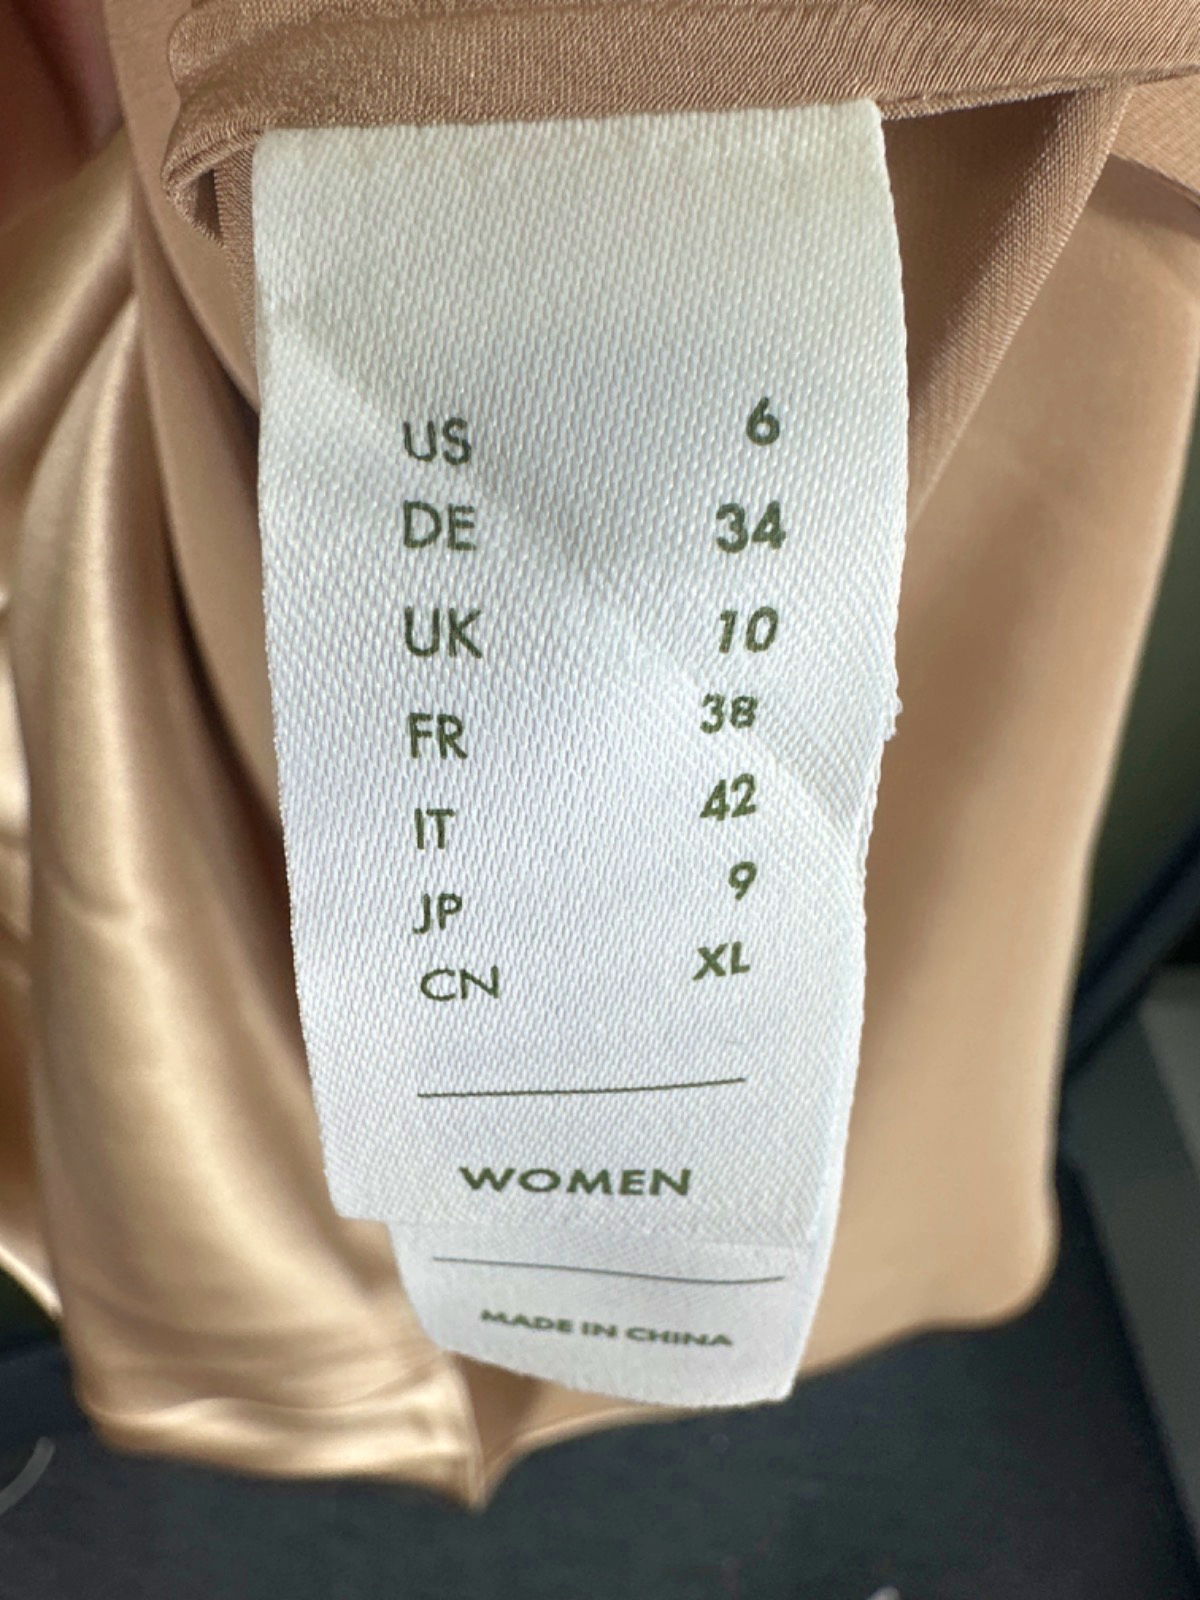 US 6
DE 34
UK 10
FR 38
IT 42
JP 9
CN XL
WOMEN
MADE IN CHINA